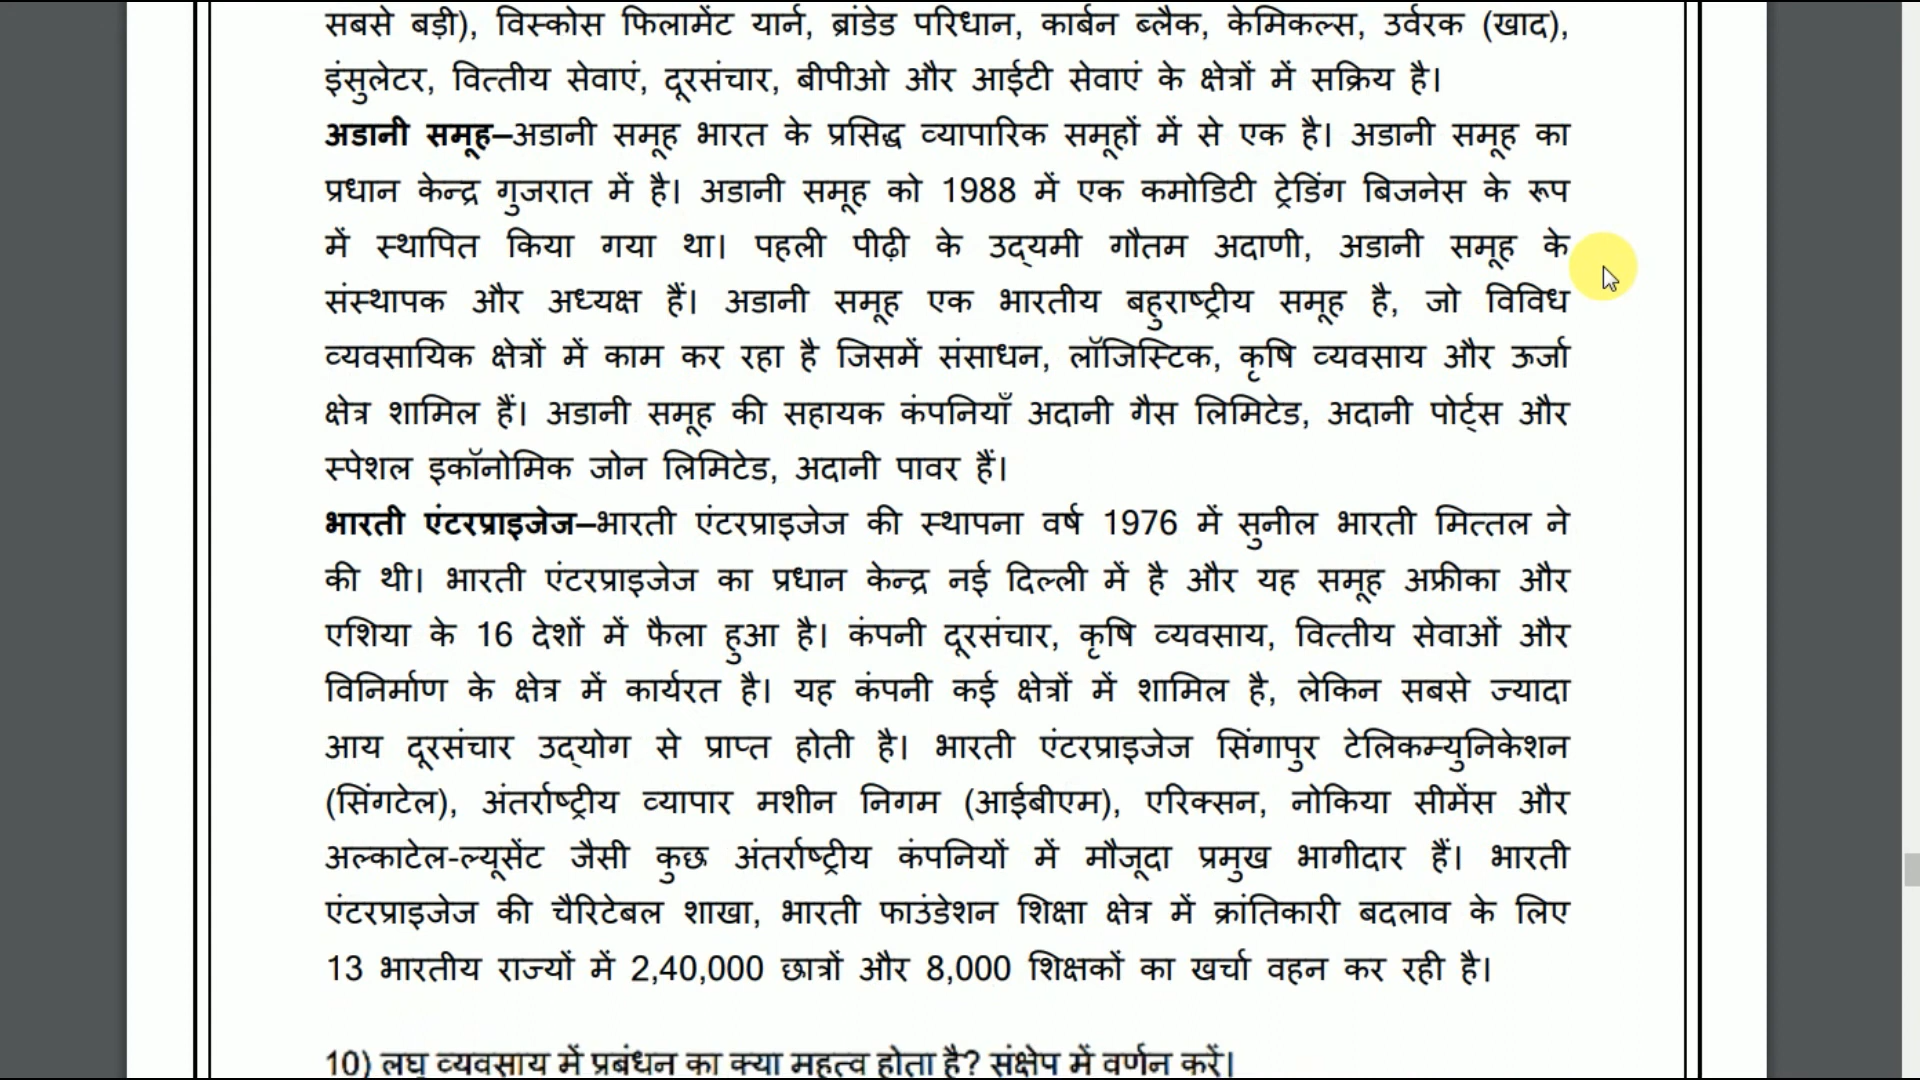 सबसे बड़ी), विस्कोस फिलामेंट यार्न, ब्रांडेड परिधान, कार्बन ब्लैक, केमिकल्स, उर्वरक (खाद),
इंसुलेटर, वित्तीय सेवाएं, दूरसंचार, बीपीओ और आईटी सेवाएं के क्षेत्रों में सक्रिय है।
अडानी समूह–अडानी समूह भारत के प्रसिद्ध व्यापारिक समूहों में से एक है। अडानी समूह का
प्रधान केन्द्र गुजरात में है। अडानी समूह को 1988 में एक कमोडिटी ट्रेडिंग बिजनेस के रूप
में स्थापित किया गया था। पहली पीढ़ी के उद्यमी गौतम अदाणी, अडानी समूह के
संस्थापक और अध्यक्ष हैं। अडानी समूह एक भारतीय बहुराष्ट्रीय समूह है, जो विविध
व्यवसायिक क्षेत्रों में काम कर रहा है जिसमें संसाधन, लॉजिस्टिक, कृषि व्यवसाय और ऊर्जा
क्षेत्र शामिल हैं। अडानी समूह की सहायक कंपनियाँ अदानी गैस लिमिटेड, अदानी पोर्ट्स और
स्पेशल इकॉनोमिक जोन लिमिटेड, अदानी पावर हैं।
भारती एंटरप्राइजेज–भारती एंटरप्राइजेज की स्थापना वर्ष 1976 में सुनील भारती मित्तल ने
की थी। भारती एंटरप्राइजेज का प्रधान केन्द्र नई दिल्ली में है और यह समूह अफ्रीका और
एशिया के 16 देशों में फैला हुआ है। कंपनी दूरसंचार, कृषि व्यवसाय, वित्तीय सेवाओं और
विनिर्माण के क्षेत्र में कार्यरत है। यह कंपनी कई क्षेत्रों में शामिल है, लेकिन सबसे ज्यादा
आय दूरसंचार उद्योग से प्राप्त होती है। भारती एंटरप्राइजेज सिंगापुर टेलिकम्युनिकेशन
(सिंगटेल), अंतर्राष्ट्रीय व्यापार मशीन निगम (आईबीएम), एरिक्सन, नोकिया सीमेंस और
अल्काटेल-ल्यूसेंट जैसी कुछ अंतर्राष्ट्रीय कंपनियों में मौजूदा प्रमुख भागीदार हैं। भारती
एंटरप्राइजेज की चैरिटेबल शाखा, भारती फाउंडेशन शिक्षा क्षेत्र में क्रांतिकारी बदलाव के लिए
13 भारतीय राज्यों में 2,40,000 छात्रों और 8,000 शिक्षकों का खर्चा वहन कर रही है।
10) लघु व्यवसाय में प्रबंधन का क्या महत्व होता है? संक्षेप में वर्णन करें।